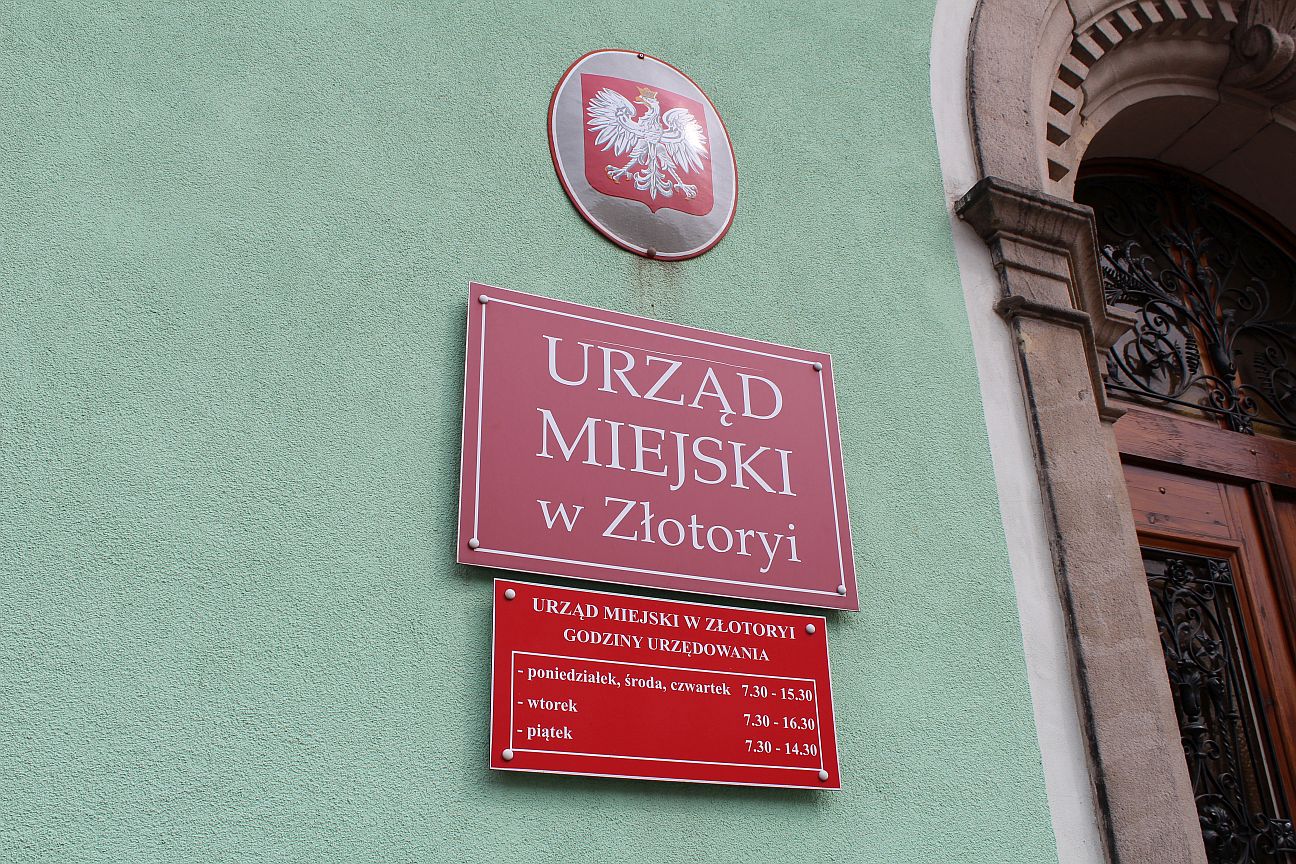 URZĄD
MIEJSKI
w Złotoryi
URZĄD MIEJSKI W ZŁOTORYI
GODZINY URZĘDOWANIA
- poniedziałek, środa, czwartek 7.30 - 15.30
- wtorek 7.30 - 16.30
- piątek 7.30 - 14.30